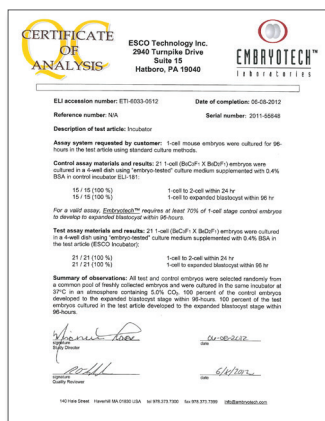 CERTIFICATE
OF
ANALYSIS
ESCO Technology Inc.
2940 Turnpike Drive
Suite 15
Hatboro, PA 19040
EMBRYOTECH™
laboratories
ELI accession number: ETI-6033-0512
Date of completion: 06-08-2012
Reference number: N/A
Serial number: 2011-65648
Description of test article: Incubator
Assay system requested by customer: 1-cell mouse embryos were cultured for 96-
hours in the test article using standard culture methods.
Control assay materials and results: 21 1-cell (B6C3F1 X B6D2F1) embryos were
cultured in a 4-well dish using "embryo-tested" culture medium supplemented with 0.4%
BSA in control incubator ELI-181:
15 / 15 (100 %) 1-cell to 2-cell within 24 hr
15 / 15 (100 %) 1-cell to expanded blastocyst within 96 hr
For a valid assay, Embryotech™ requires at least 70% of 1-cell stage control embryos
to develop to expanded blastocyst within 96-hours.
Test assay materials and results: 21 1-cell (B6C3F1 X B6D2F1) embryos were cultured
in a 4-well dish using "embryo-tested" culture medium supplemented with 0.4% BSA in
the test article (ESCO Incubator):
21 / 21 (100 %) 1-cell to 2-cell within 24 hr
21 / 21 (100 %) 1-cell to expanded blastocyst within 96 hr
Summary of observations: All test and control embryos were selected randomly from
a common pool of freshly collected embryos and were cultured in the same incubator at
37°C in an atmosphere containing 5.0% CO2. 100 percent of the control embryos
developed to the expanded blastocyst stage within 96-hours. 100 percent of the test
embryos cultured in the test article developed to the expanded blastocyst stage within
96-hours.
06-08-2012
signature
Study Director
date
6/8/2012
signature
Quality Reviewer
date
140 Hale Street Haverhill MA 01830 USA tel 978.373.7300 fax 978.373.7389 info@embryotech.com